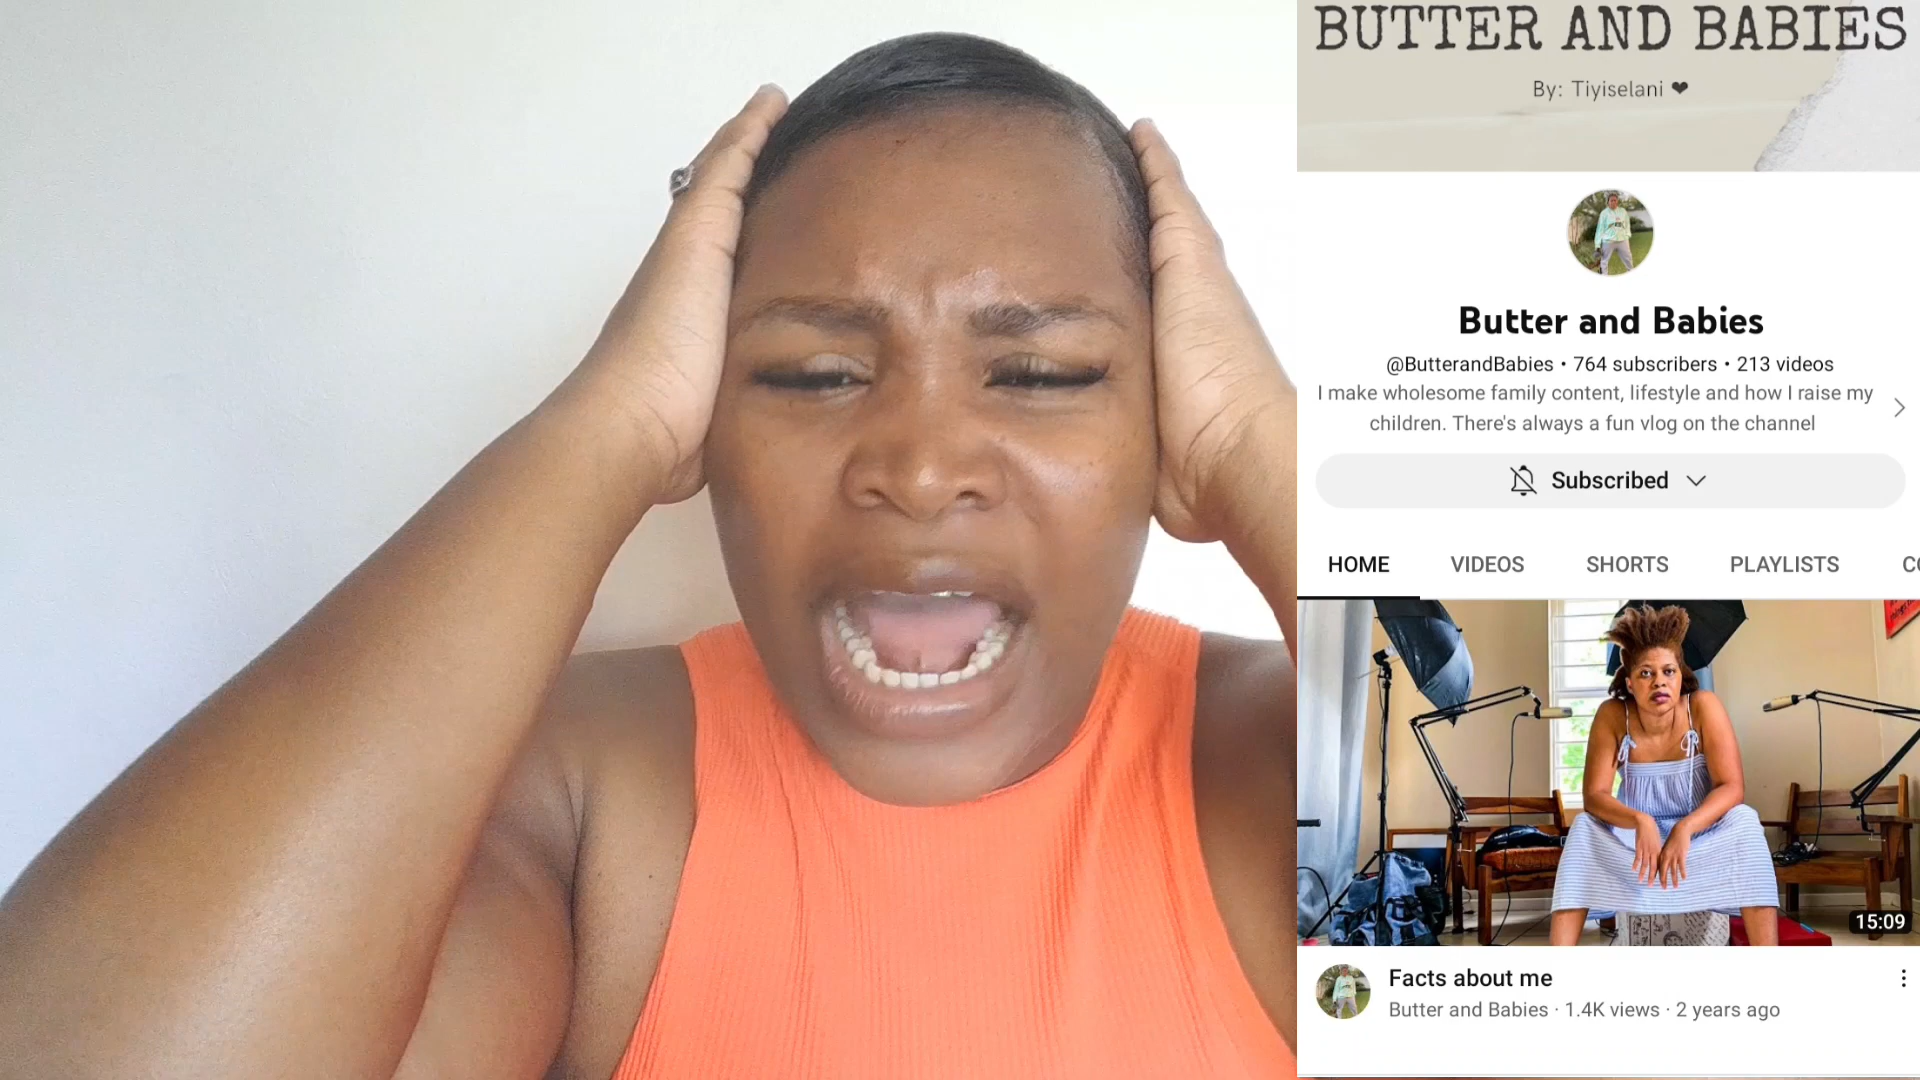 BUTTER AND BABIES
By: Tiyiselani ❤
Butter and Babies
@ButterandBabies • 764 subscribers • 213 videos
I make wholesome family content, lifestyle and how I raise my
children. There's always a fun vlog on the channel
Subscribed
HOME VIDEOS SHORTS PLAYLISTS
15:09
Facts about me
Butter and Babies · 1.4K views · 2 years ago